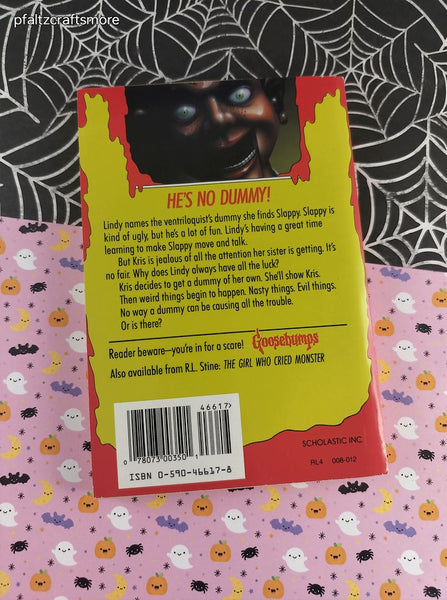 pfaltzcraftsmore
HE'S NO DUMMY!
Lindy names the ventriloquist's dummy she finds Slappy. Slappy is
kind of ugly, but he's a lot of fun. Lindy's having a great time
learning to make Slappy move and talk.
But Kris is jealous of all the attention her sister is getting. It's
no fair. Why does Lindy always have all the luck?
Kris decides to get a dummy of her own. She'll show Kris.
Then weird things begin to happen. Nasty things. Evil things.
No way a dummy can be causing all the trouble.
Or is there?
Reader beware—you're in for a scare! Goosebumps
Also available from R.L. Stine: THE GIRL WHO CRIED MONSTER
46617>
0 78073 00350 1
ISBN 0-590-46617-8
SCHOLASTIC INC.
RL4 008-012